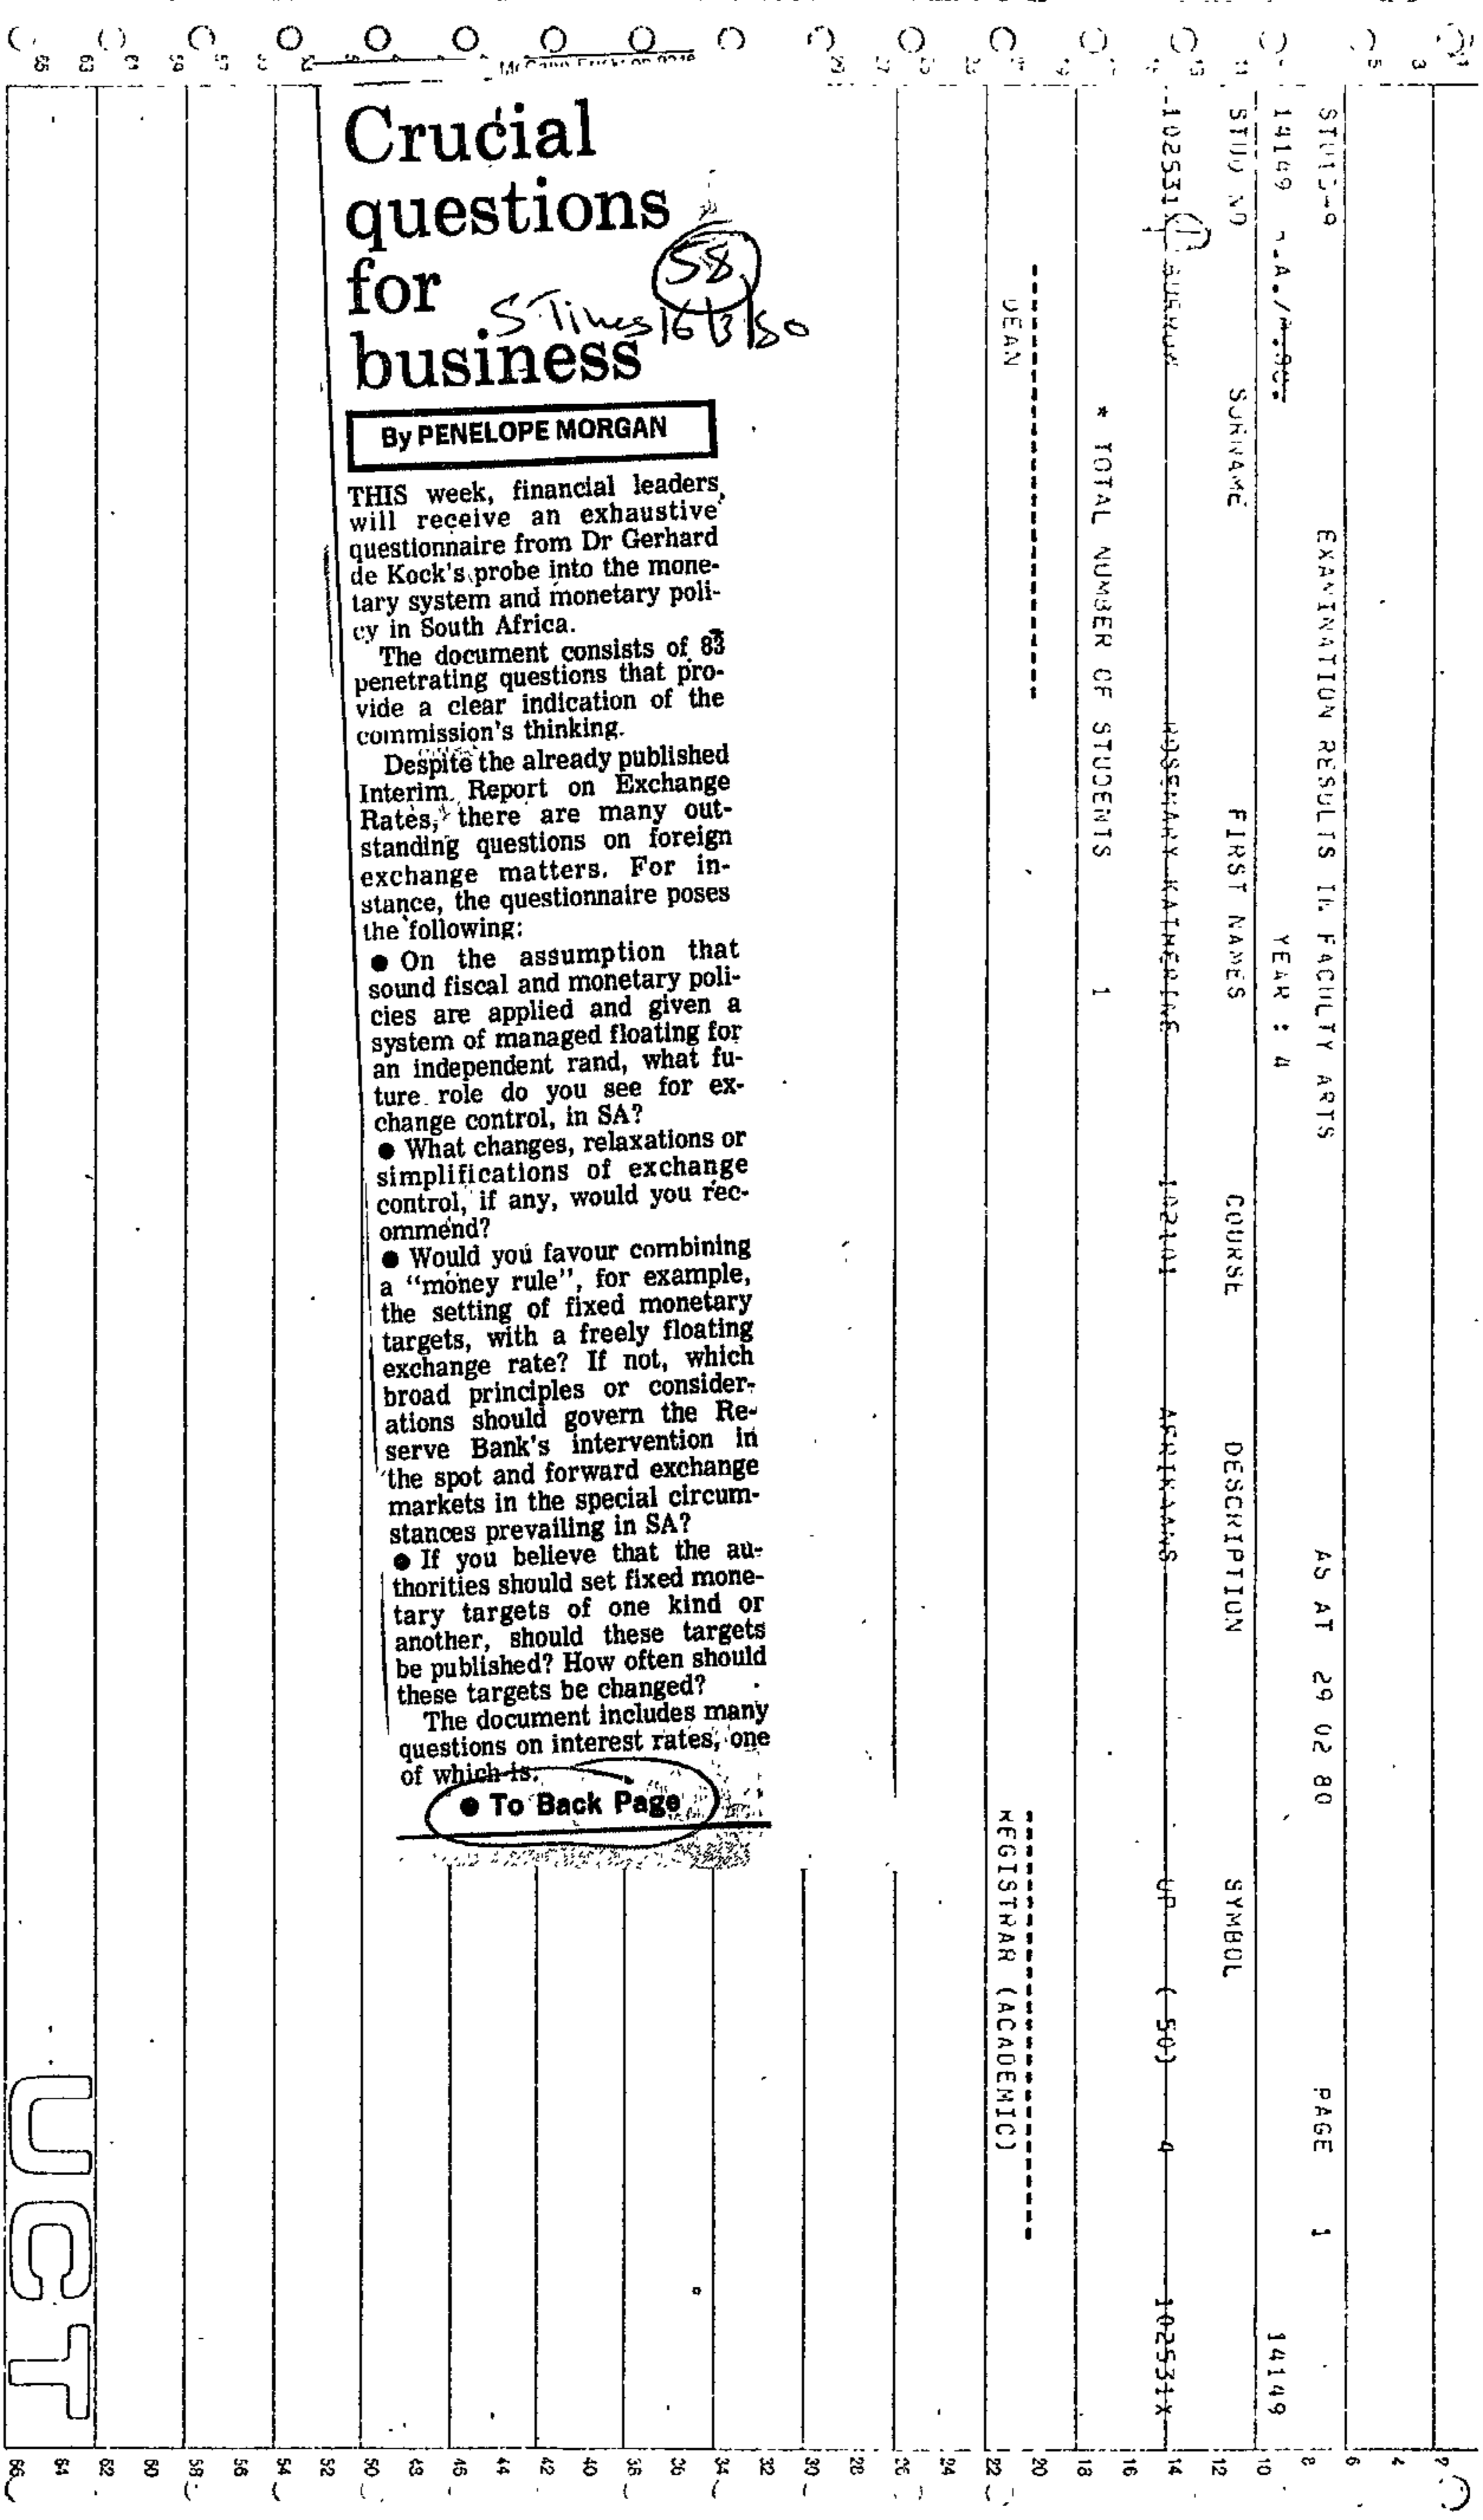 Crucial
questions
for
business
58
S. Times 16/3/80
By PENELOPE MORGAN
THIS week, financial leaders
will receive an exhaustive
questionnaire from Dr Gerhard
de Kock's probe into the mone-
tary system and monetary poli-
cy in South Africa.
The document consists of 83
penetrating questions that pro-
vide a clear indication of the
commission's thinking.
Despite the already published
Interim Report on Exchange
Rates, there are many out-
standing questions on foreign
exchange matters. For in-
stance, the questionnaire poses
the following:
● On the assumption that
sound fiscal and monetary poli-
cies are applied and given a
system of managed floating for
an independent rand, what fu-
ture role do you see for ex-
change control, in SA?
● What changes, relaxations or
simplifications of exchange
control, if any, would you rec-
ommend?
● Would you favour combining
a "money rule", for example,
the setting of fixed monetary
targets, with a freely floating
exchange rate? If not, which
broad principles or consider-
ations should govern the Re-
serve Bank's intervention in
the spot and forward exchange
markets in the special circum-
stances prevailing in SA?
● If you believe that the au-
thorities should set fixed mone-
tary targets of one kind or
another, should these targets
be published? How often should
these targets be changed?
The document includes many
questions on interest rates, one
of which is.
● To Back Page
EXAMINATION RESULTS IN FACULTY ARTS AS AT 29 02 80 PAGE 1
14149 YEAR : 4 14149
STUD NO SURNAME FIRST NAMES COURSE DESCRIPTION SYMBOL
102531X ROSEMARY KATHERINE 102101 AFRIKAANS UP ( 50) 4 102531X
* TOTAL NUMBER OF STUDENTS 1
DEAN REGISTRAR (ACADEMIC)
UCT